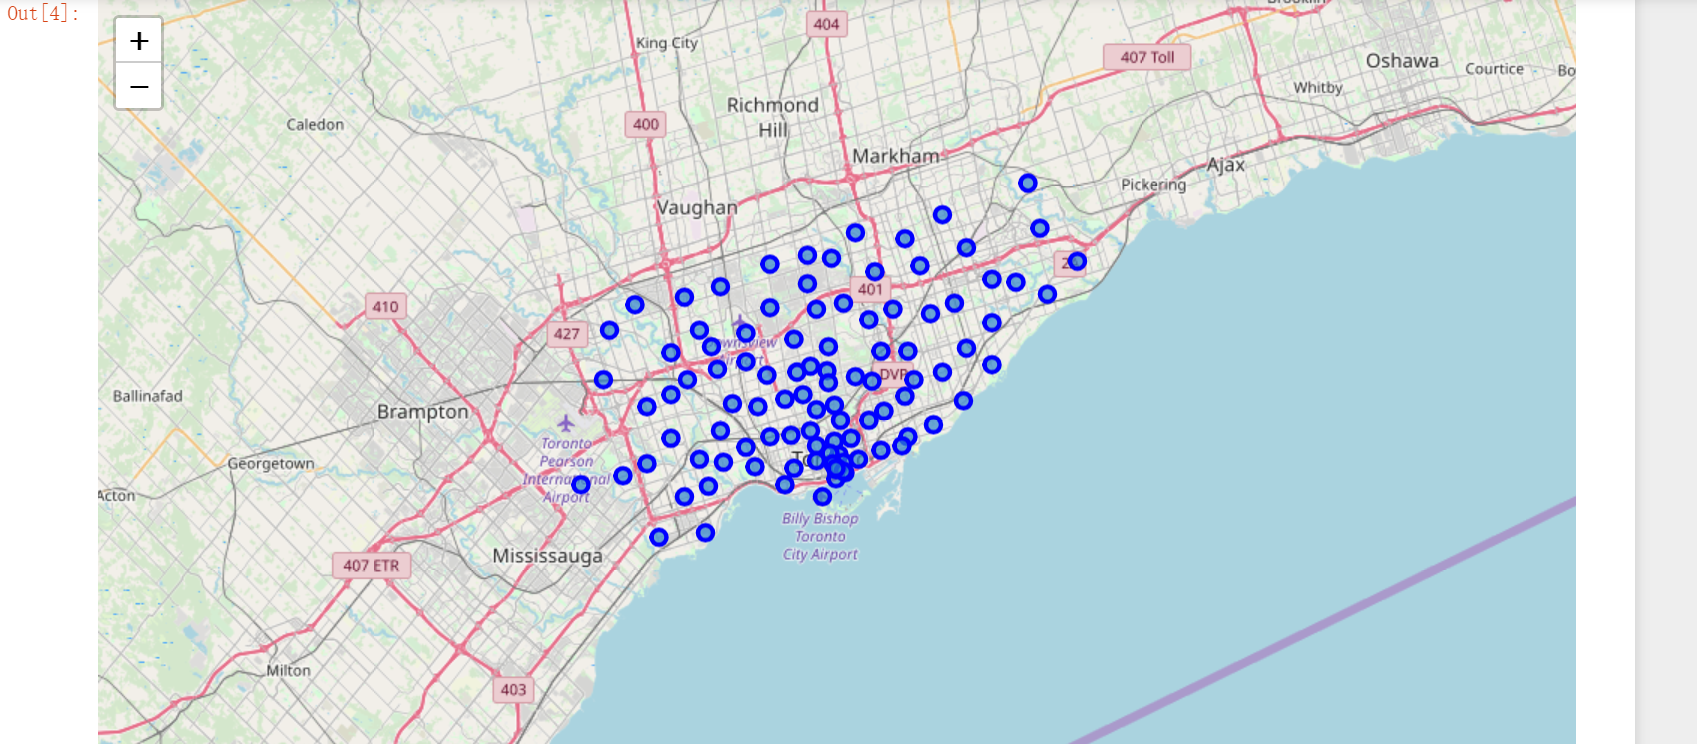 Out[4]:
+
−
404
King City
407 Toll
Oshawa
Courtice
Bo
Whitby
Richmond
Hill
400
Caledon
Markham
Ajax
Pickering
Vaughan
401
410
427
DVP
Ballinafad
Brampton
Georgetown
Toronto
Pearson
International
Airport
Acton
Billy Bishop
Toronto
City Airport
Mississauga
407 ETR
Milton
403